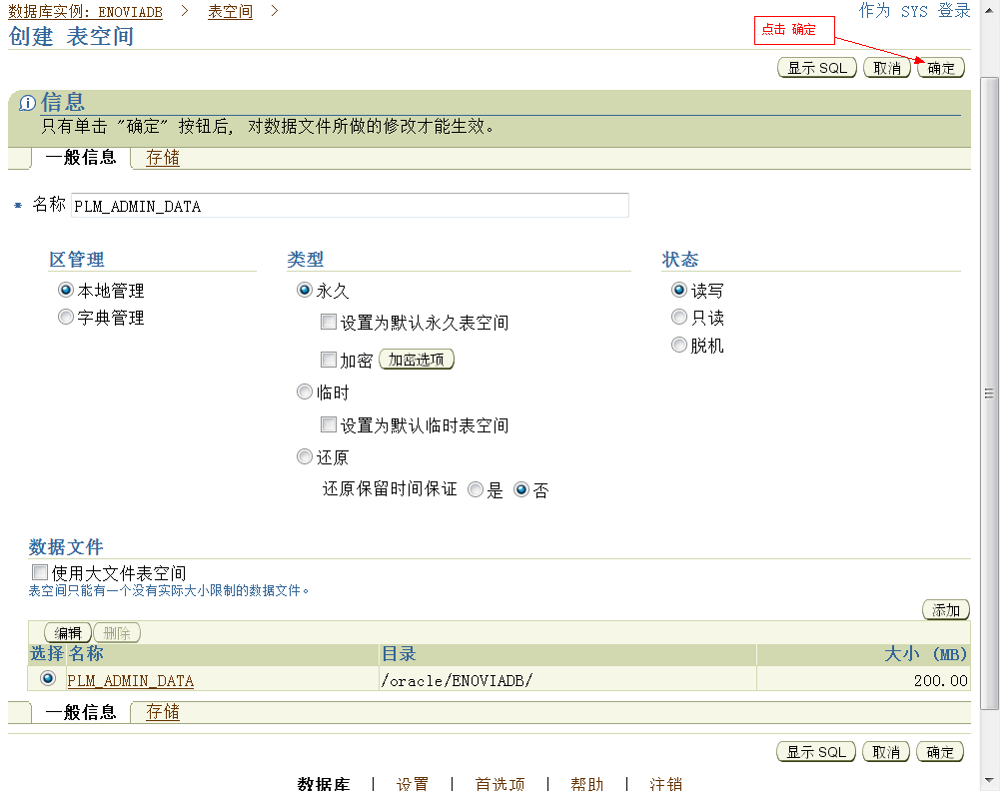 数据库实例: ENOVIADB > 表空间 >
作为 SYS 登录
创建 表空间
点击 确定
显示 SQL 取消 确定
信息
只有单击 "确定" 按钮后, 对数据文件所做的修改才能生效。
一般信息 存储
* 名称 PLM_ADMIN_DATA
区管理 类型 状态
本地管理 永久 读写
字典管理 设置为默认永久表空间 只读
加密 加密选项 脱机
临时
设置为默认临时表空间
还原
还原保留时间保证 是 否
数据文件
使用大文件表空间
表空间只能有一个没有实际大小限制的数据文件。
添加
编辑 删除
选择 名称 目录 大小 (MB)
PLM_ADMIN_DATA /oracle/ENOVIADB/ 200.00
一般信息 存储
显示 SQL 取消 确定
数据库 | 设置 | 首选项 | 帮助 | 注销